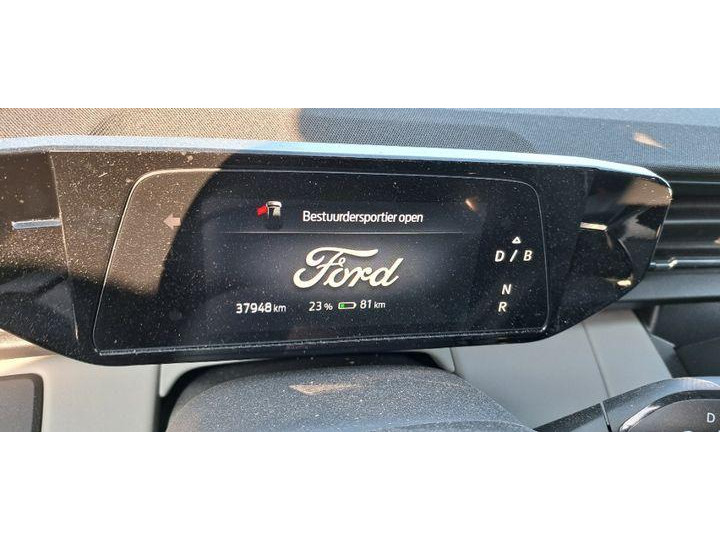 Bestuurdersportier open
Ford
D / B
N
R
37948 km 23 % 81 km
D